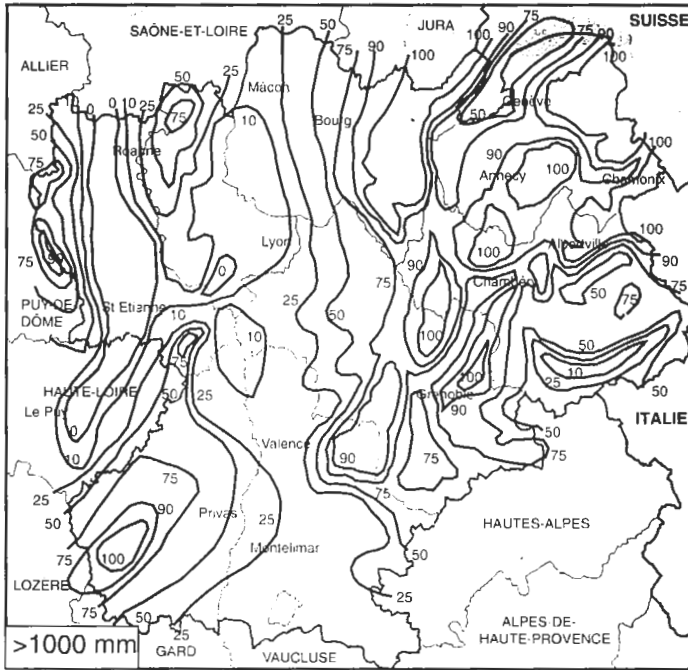 SAÔNE-ET-LOIRE
JURA
SUISSE
ALLIER
Mâcon
Bourg
Genève
Roanne
Annecy
Chamonix
Lyon
Albertville
Chambéry
PUY-DE-
DÔME
St Etienne
HAUTE-LOIRE
Le Puy
Grenoble
ITALIE
Valence
Privas
HAUTES-ALPES
Montelimar
LOZERE
ALPES DE-
HAUTE-PROVENCE
>1000 mm
GARD
VAUCLUSE
25
50
75
90
100
10
0